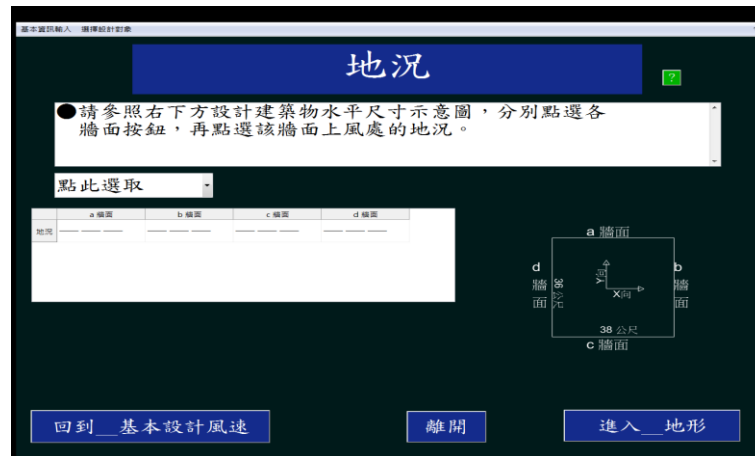 基本資訊輸入 選擇設計對象
地況
?
●請參照右下方設計建築物水平尺寸示意圖，分別點選各
牆面按鈕，再點選該牆面上風處的地況。
點此選取
a 牆面 b 牆面 c 牆面 d 牆面
地況 ——— ——— ——— ———
a 牆面
d 牆面
36 公尺
Y向
X向
b 牆面
38 公尺
c 牆面
回到__基本設計風速
離開
進入__地形